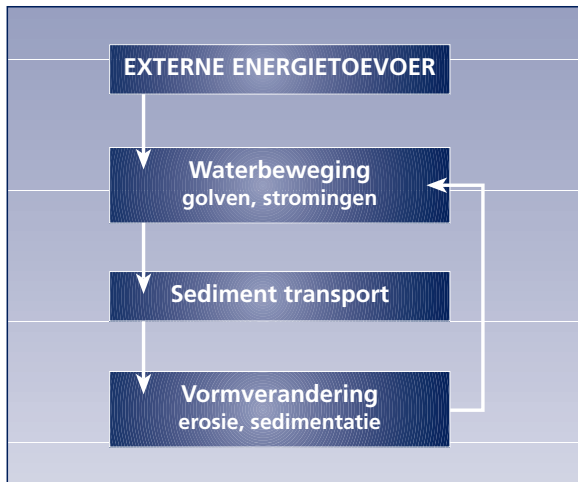 EXTERNE ENERGIETOEVOER
Waterbeweging
golven, stromingen
Sediment transport
Vormverandering
erosie, sedimentatie